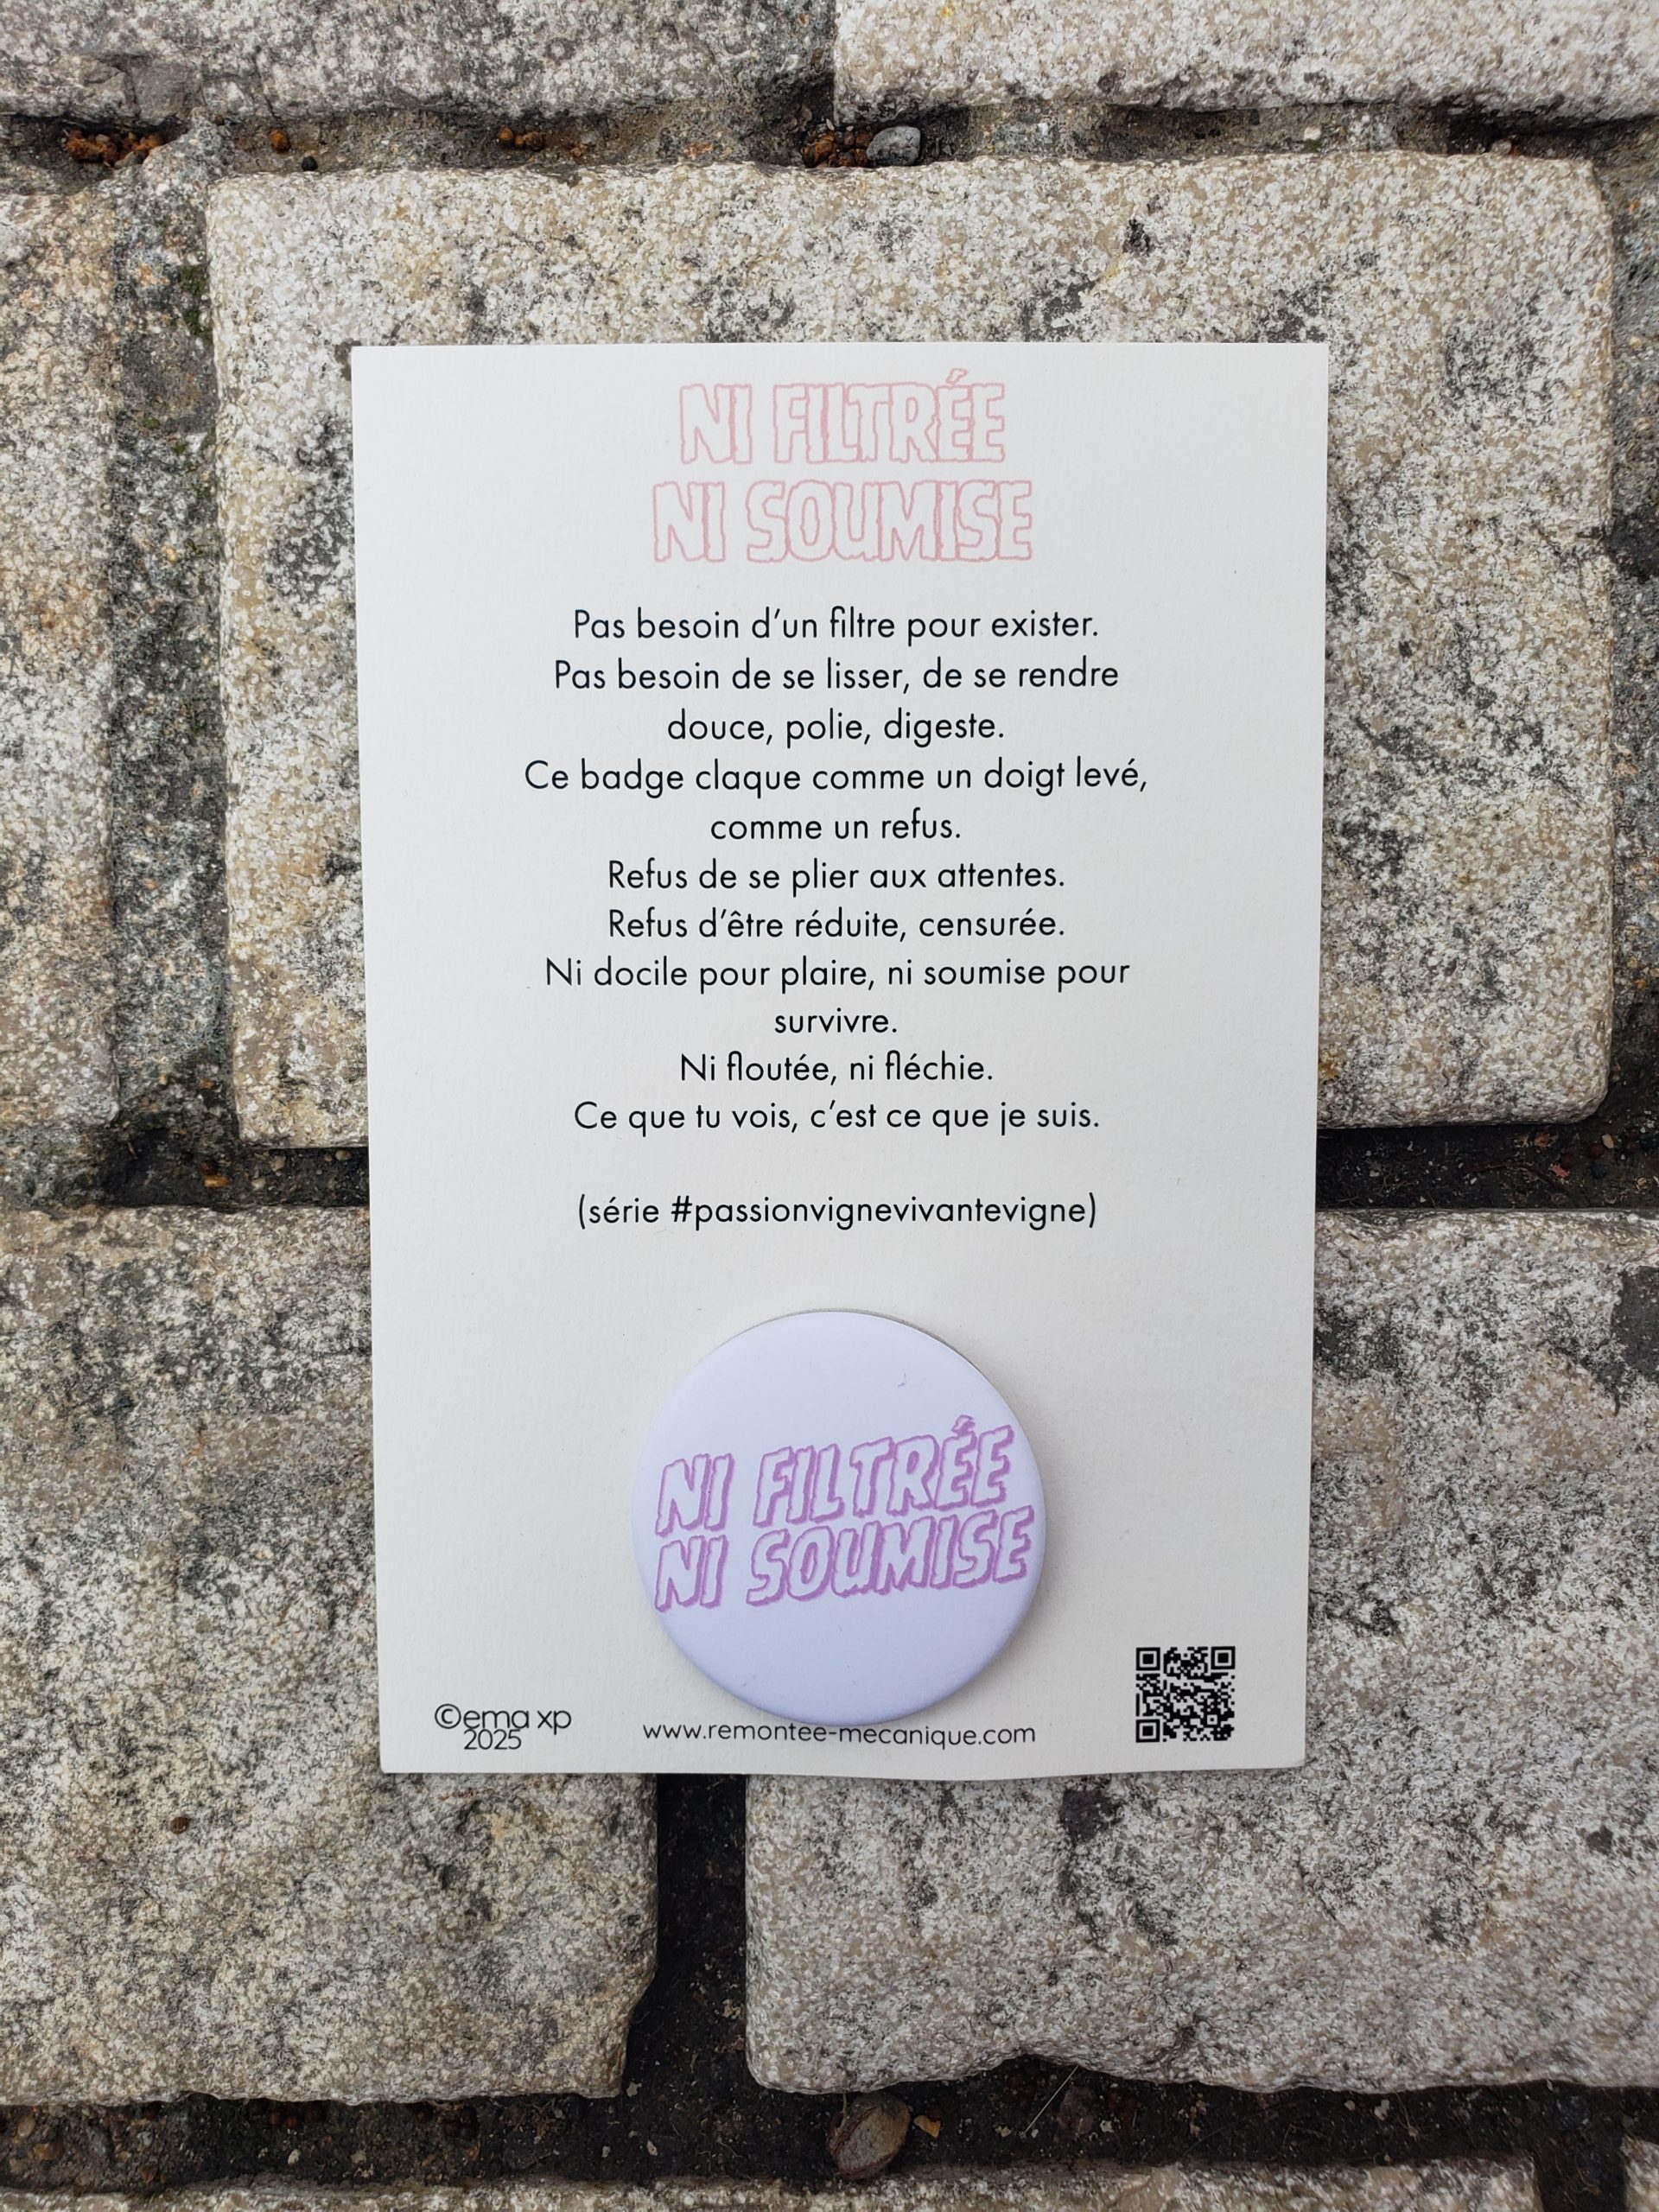 NI FILTRÉE
NI SOUMISE
Pas besoin d’un filtre pour exister.
Pas besoin de se lisser, de se rendre
douce, polie, digeste.
Ce badge claque comme un doigt levé,
comme un refus.
Refus de se plier aux attentes.
Refus d’être réduite, censurée.
Ni docile pour plaire, ni soumise pour
survivre.
Ni floutée, ni fléchie.
Ce que tu vois, c’est ce que je suis.
(série #passionvignevivantevigne)
NI FILTRÉE
NI SOUMISE
©ema xp
2025
www.remontee-mecanique.com